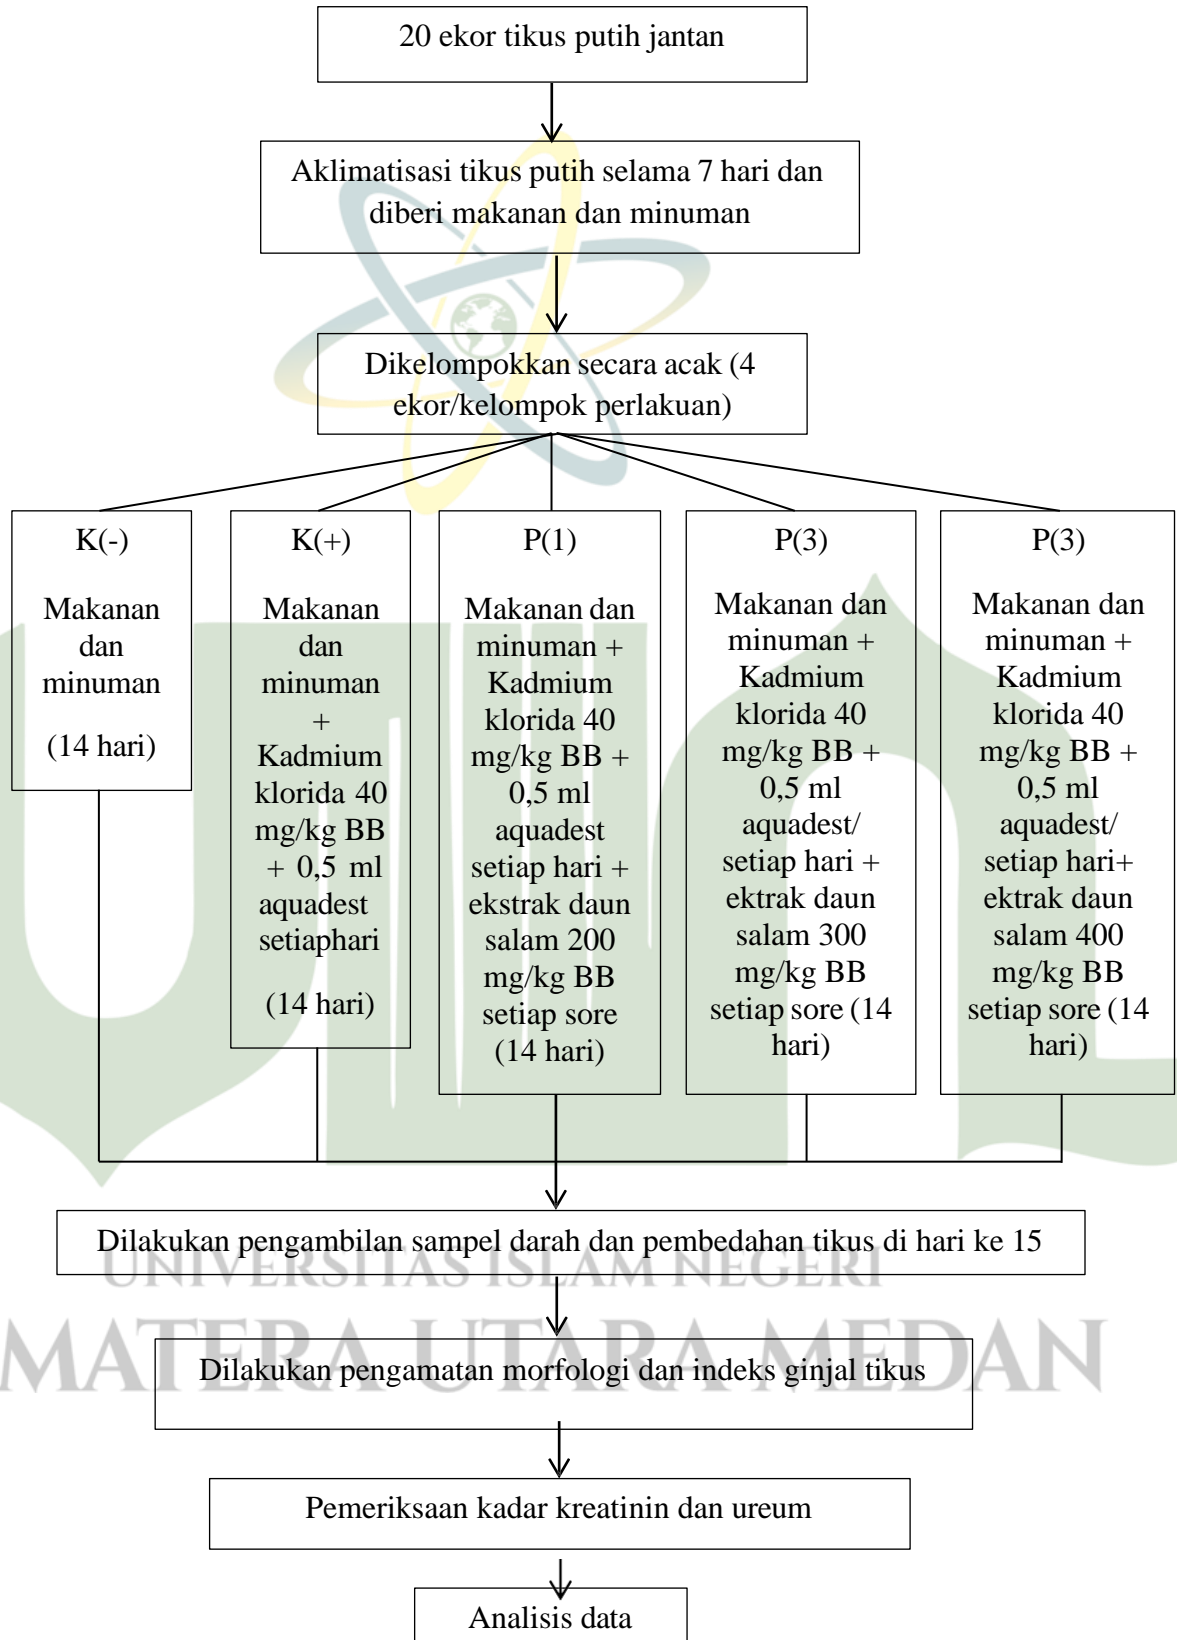 20 ekor tikus putih jantan
Aklimatisasi tikus putih selama 7 hari dan
diberi makanan dan minuman
Dikelompokkan secara acak (4
ekor/kelompok perlakuan)
K(-)
Makanan
dan
minuman
(14 hari)
K(+)
Makanan
dan
minuman
+
Kadmium
klorida 40
mg/kg BB
+ 0,5 ml
aquadest
setiaphari
(14 hari)
P(1)
Makanan dan
minuman +
Kadmium
klorida 40
mg/kg BB +
0,5 ml
aquadest
setiap hari +
ekstrak daun
salam 200
mg/kg BB
setiap sore
(14 hari)
P(3)
Makanan dan
minuman +
Kadmium
klorida 40
mg/kg BB +
0,5 ml
aquadest/
setiap hari +
ektrak daun
salam 300
mg/kg BB
setiap sore (14
hari)
P(3)
Makanan dan
minuman +
Kadmium
klorida 40
mg/kg BB +
0,5 ml
aquadest/
setiap hari+
ektrak daun
salam 400
mg/kg BB
setiap sore (14
hari)
Dilakukan pengambilan sampel darah dan pembedahan tikus di hari ke 15
UNIVERSITAS ISLAM NEGERI
MATERA UTARA MEDAN
Dilakukan pengamatan morfologi dan indeks ginjal tikus
Pemeriksaan kadar kreatinin dan ureum
Analisis data